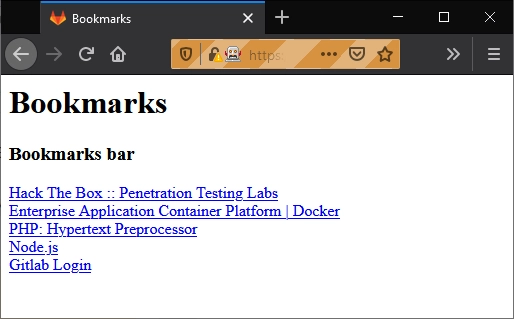 Bookmarks
https:
Bookmarks
Bookmarks bar
Hack The Box :: Penetration Testing Labs
Enterprise Application Container Platform | Docker
PHP: Hypertext Preprocessor
Node.js
Gitlab Login